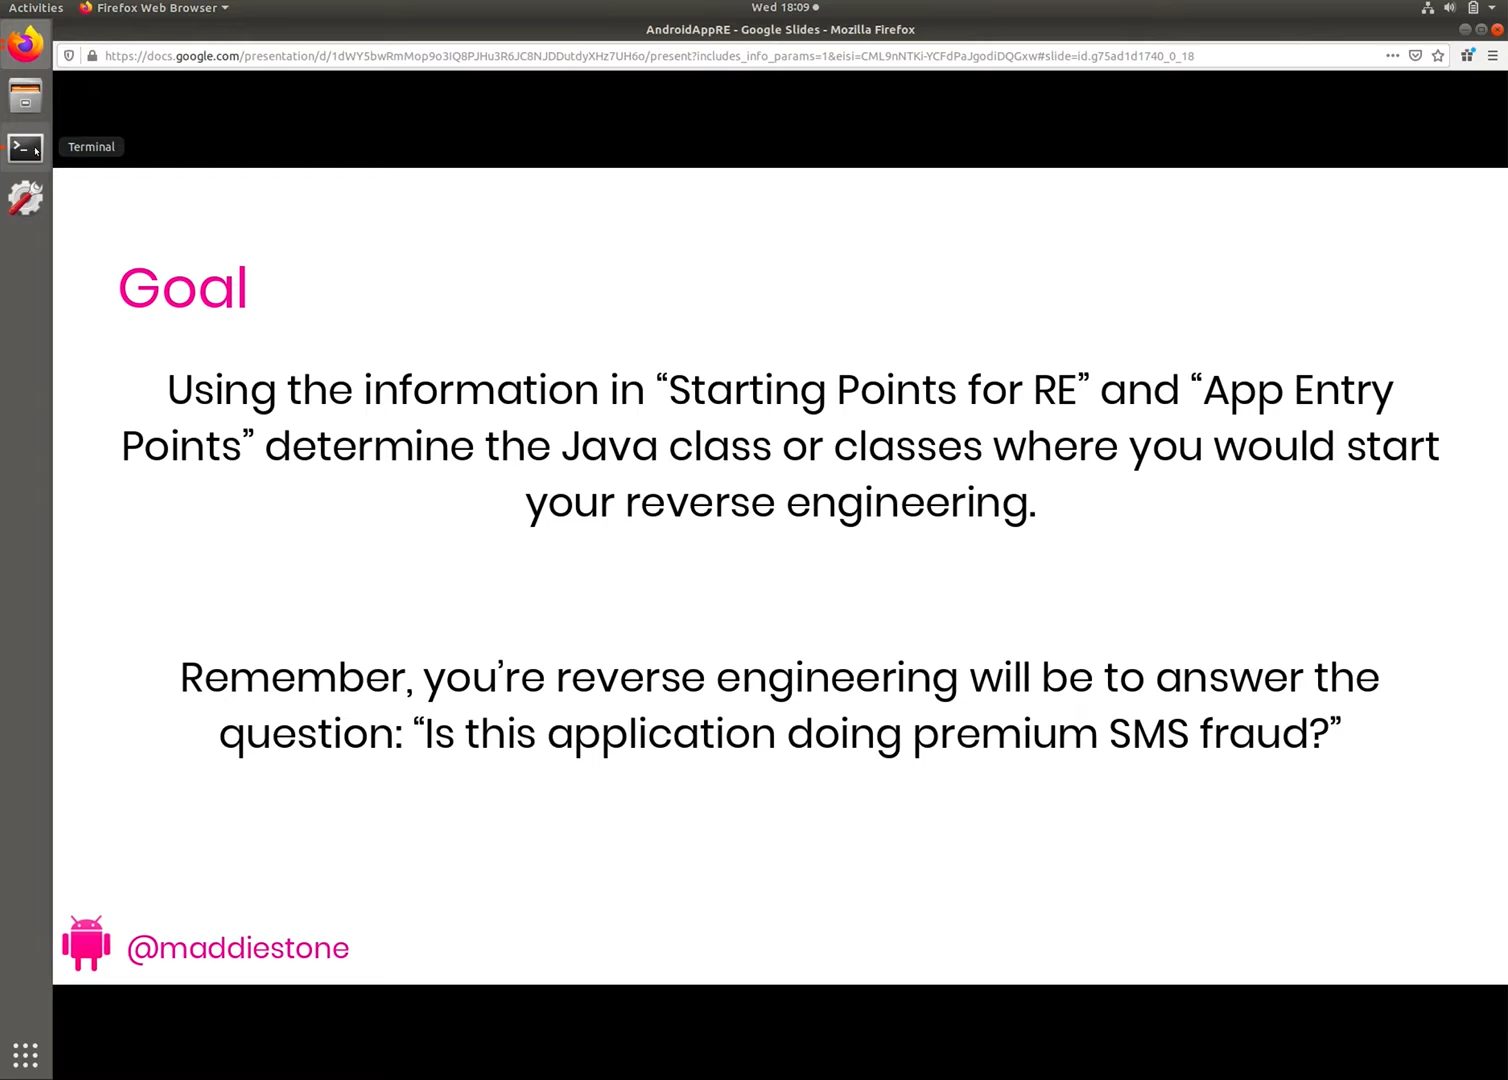 Activities
Firefox Web Browser
Wed 18:09
AndroidAppRE - Google Slides - Mozilla Firefox
https://docs.google.com/presentation/d/1dWY5bwRmMop9o3IQ8PJHu3R6JC8NJDDutdyXHz7UH6o/present?includes_info_params=1&eisi=CML9nNTKi-YCFdPaJgodiDQGxw#slide=id.g75ad1d1740_0_18
Terminal
Goal
Using the information in “Starting Points for RE” and “App Entry
Points” determine the Java class or classes where you would start
your reverse engineering.
Remember, you’re reverse engineering will be to answer the
question: “Is this application doing premium SMS fraud?”
@maddiestone